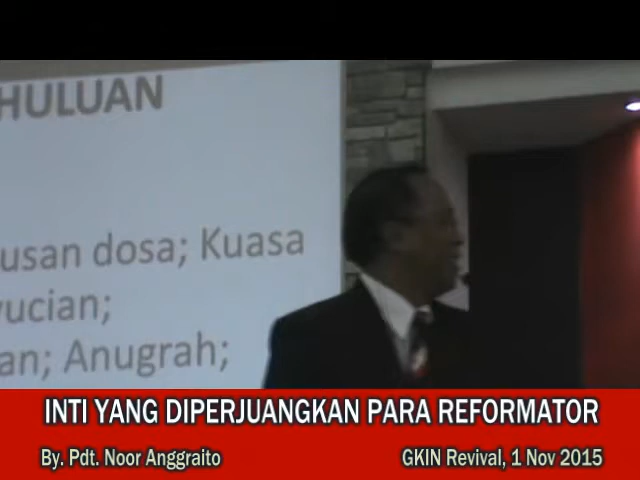 HULUAN
usan dosa; Kuasa
ucian;
an; Anugrah;
INTI YANG DIPERJUANGKAN PARA REFORMATOR
By. Pdt. Noor Anggraito
GKIN Revival, 1 Nov 2015